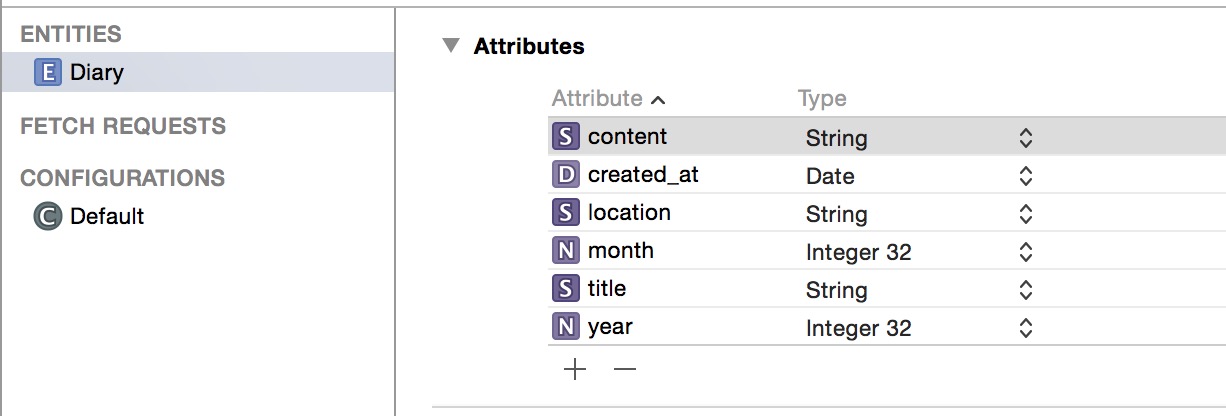 ENTITIES
E Diary
FETCH REQUESTS
CONFIGURATIONS
C Default
Attributes
Attribute Type
S content String
D created_at Date
S location String
N month Integer 32
S title String
N year Integer 32